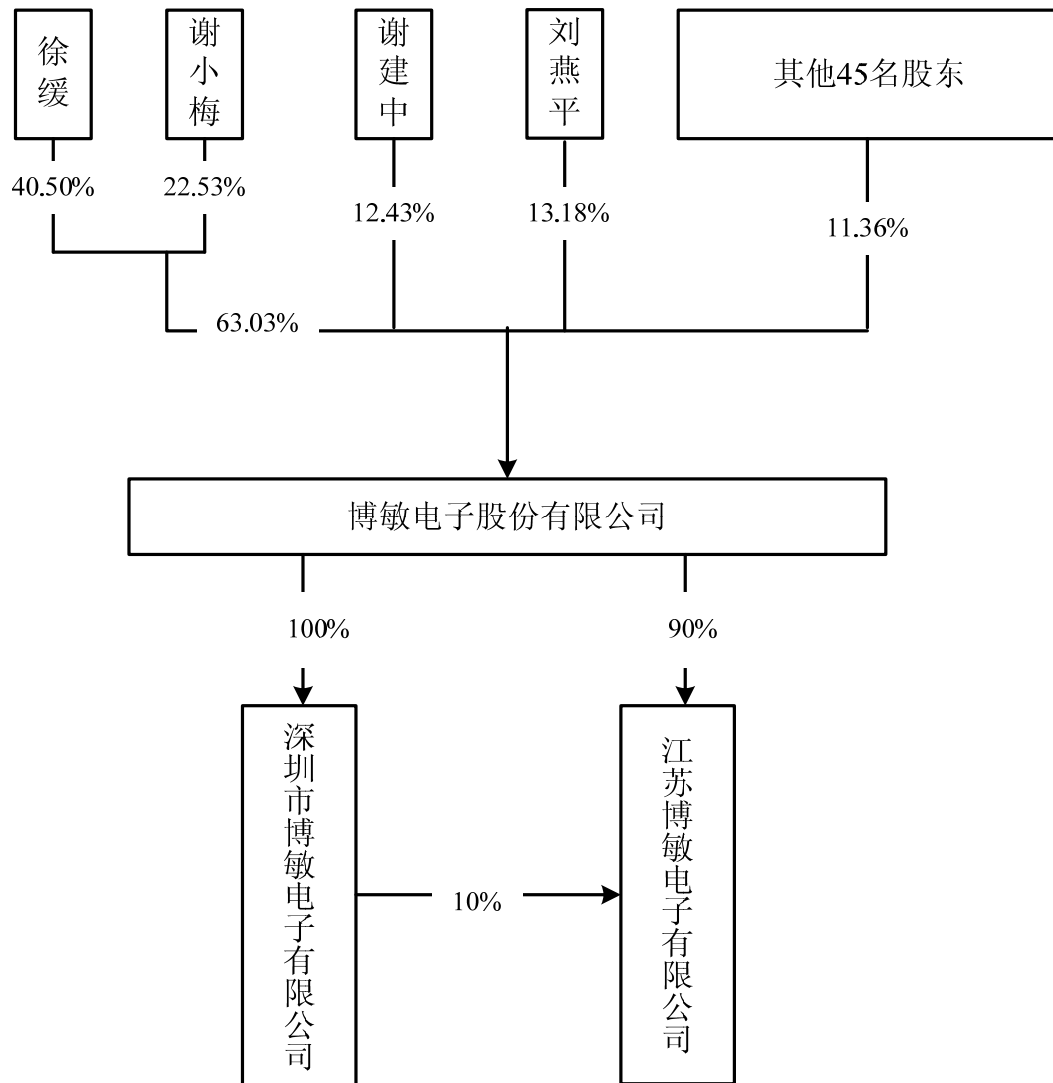 徐缓
谢小梅
谢建中
刘燕平
其他45名股东
40.50%
22.53%
12.43%
13.18%
11.36%
63.03%
博敏电子股份有限公司
100%
90%
深圳市博敏电子有限公司
江苏博敏电子有限公司
10%